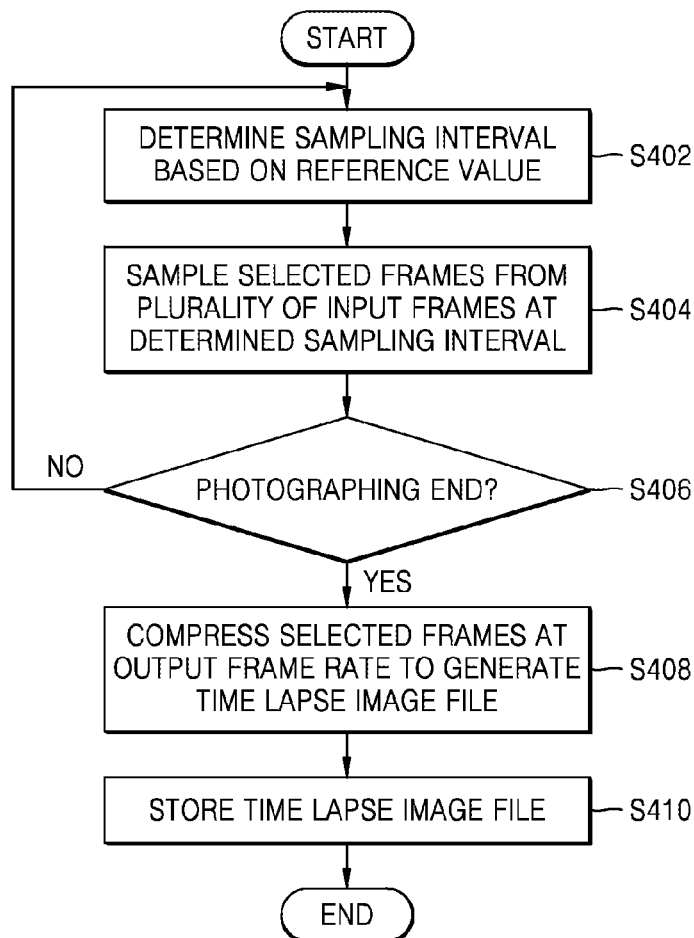 START
DETERMINE SAMPLING INTERVAL
BASED ON REFERENCE VALUE
S402
SAMPLE SELECTED FRAMES FROM
PLURALITY OF INPUT FRAMES AT
DETERMINED SAMPLING INTERVAL
S404
NO
PHOTOGRAPHING END?
S406
YES
COMPRESS SELECTED FRAMES AT
OUTPUT FRAME RATE TO GENERATE
TIME LAPSE IMAGE FILE
S408
STORE TIME LAPSE IMAGE FILE
S410
END